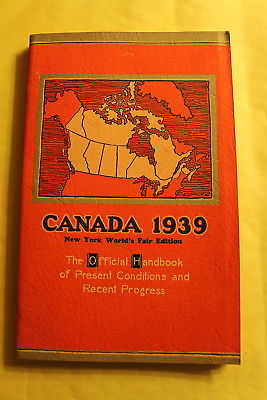 CANADA 1939
New York World's Fair Edition
The Official Handbook
of Present Conditions and
Recent Progress